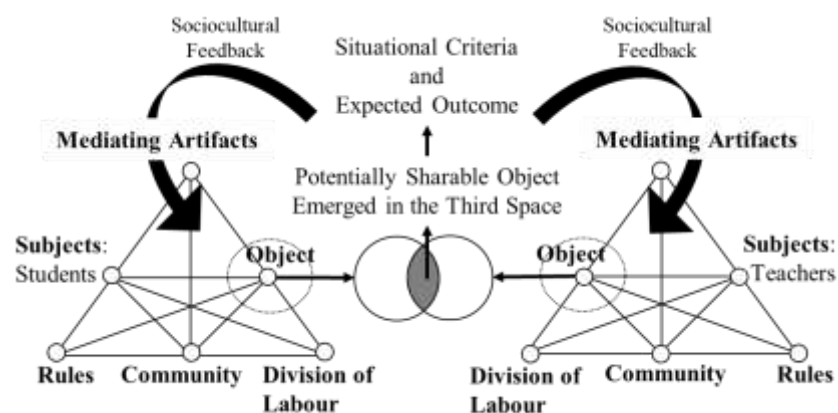 Sociocultural
Feedback
Situational Criteria
and
Expected Outcome
Sociocultural
Feedback
Mediating Artifacts
Mediating Artifacts
Potentially Sharable Object
Emerged in the Third Space
Subjects:
Students
Object
Object
Subjects:
Teachers
Rules
Community
Division of
Labour
Division of
Labour
Community
Rules